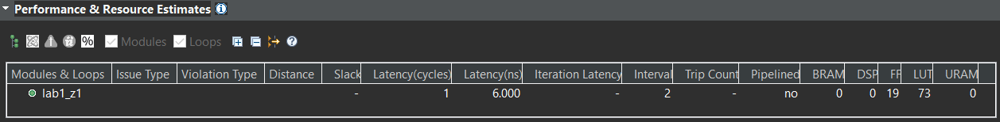 Performance & Resource Estimates
% Modules Loops
Modules & Loops Issue Type Violation Type Distance Slack Latency(cycles) Latency(ns) Iteration Latency Interval Trip Count Pipelined BRAM DSP FF LUT URAM
lab1_z1 - 1 6.000 - 2 - no 0 0 19 73 0